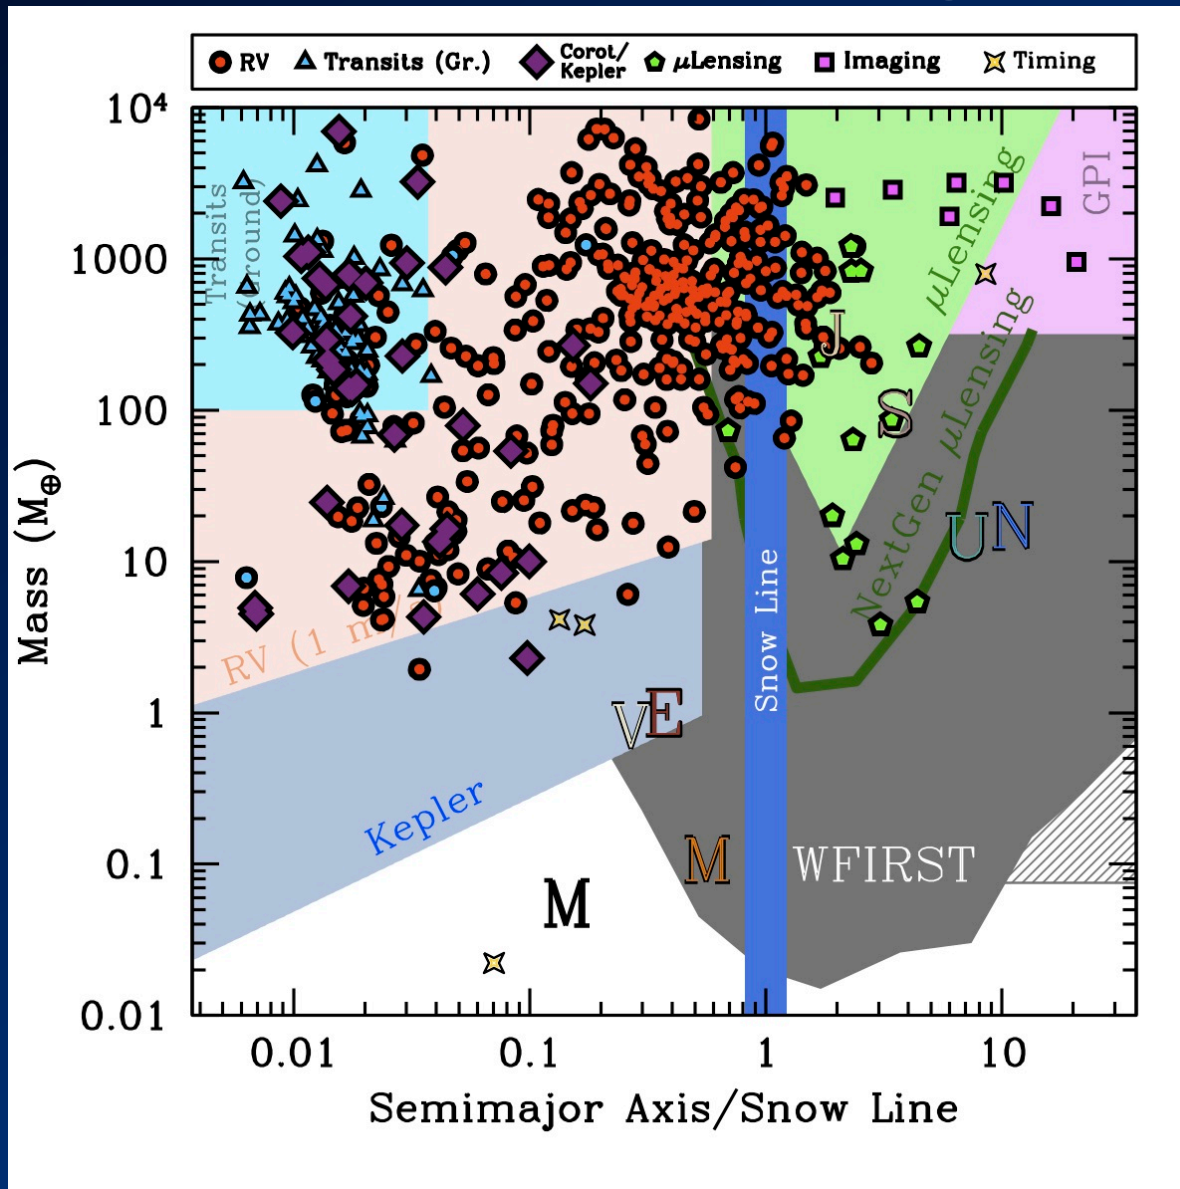 RV Transits (Gr.) Corot/ Kepler μLensing Imaging Timing
10⁴
1000
100
10
1
0.1
0.01
Mass (M⊕)
Transits
(Ground)
GPI
μLensing
NextGen μLensing
J
S
U N
RV (1 m/s)
Snow Line
V E
Kepler
M
WFIRST
M
0.01 0.1 1 10
Semimajor Axis/Snow Line